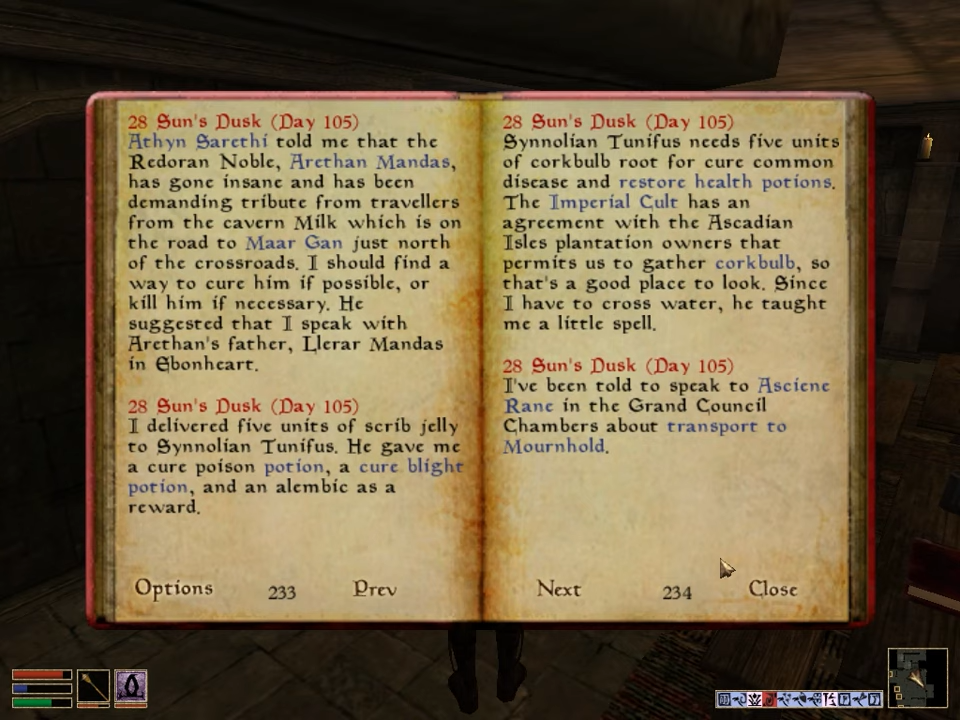 28 Sun's Dusk (Day 105)
Athyn Sarethi told me that the
Redoran Noble, Arethan Mandas,
has gone insane and has been
demanding tribute from travellers
from the cavern Milk which is on
the road to Maar Gan just north
of the crossroads. I should find a
way to cure him if possible, or
kill him if necessary. He
suggested that I speak with
Arethan's father, Llerar Mandas
in Ebonheart.
28 Sun's Dusk (Day 105)
I delivered five units of scrib jelly
to Synnolian Tunifus. He gave me
a cure poison potion, a cure blight
potion, and an alembic as a
reward.
Options 233 Prev
28 Sun's Dusk (Day 105)
Synnolian Tunifus needs five units
of corkbulb root for cure common
disease and restore health potions.
The Imperial Cult has an
agreement with the Ascadian
Isles plantation owners that
permits us to gather corkbulb, so
that's a good place to look. Since
I have to cross water, he taught
me a little spell.
28 Sun's Dusk (Day 105)
I've been told to speak to Asciene
Rane in the Grand Council
Chambers about transport to
Mournhold.
Next 234 Close